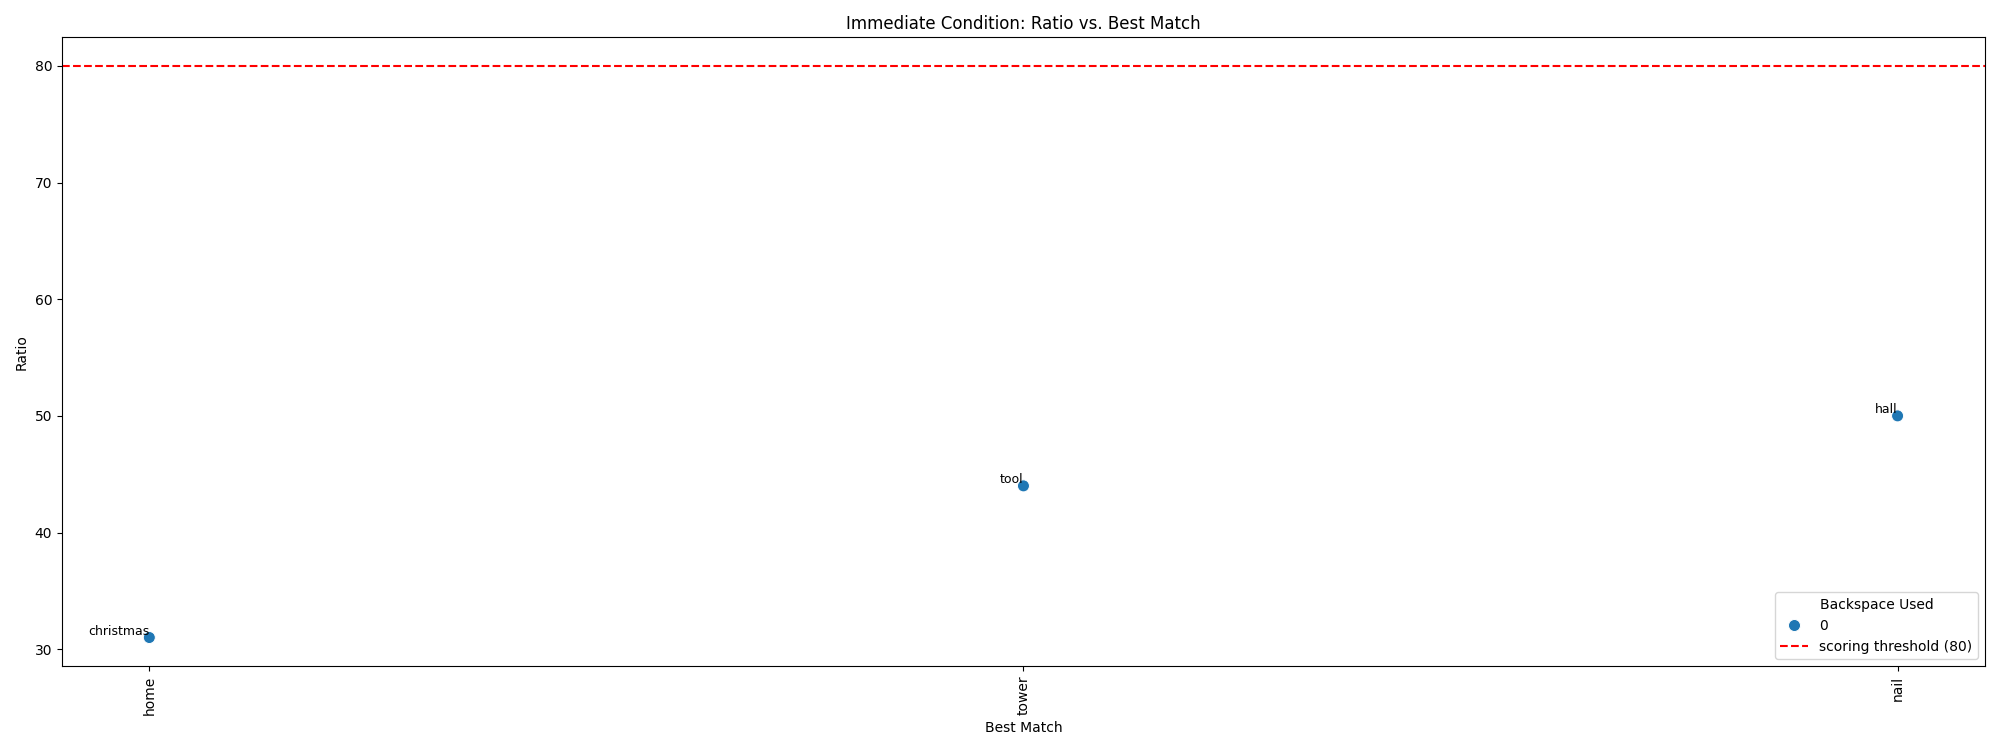 Immediate Condition: Ratio vs. Best Match
80
70
60
50
40
30
Ratio
christmas
tool
hall
Backspace Used
0
scoring threshold (80)
home
tower
nail
Best Match